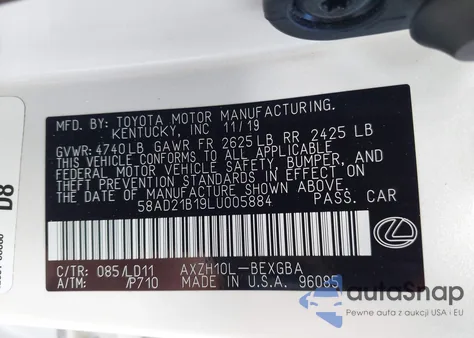 MFD BY: TOYOTA MOTOR MANUFACTURING.
KENTUCKY, INC 11/19
GVWR: 4740LB GAWR FR 2625LB RR 2425 LB
THIS VEHICLE CONFORMS TO ALL APPLICABLE
FEDERAL MOTOR VEHICLE SAFETY, BUMPER, AND
THEFT PREVENTION STANDARDS IN EFFECT ON
THE DATE OF MANUFACTURE SHOWN ABOVE.
58AD21B19LU005884 PASS. CAR
C/TR: 085/LD11 AXZH10L-BEXGBA
A/TM: /P710 MADE IN U.S.A. 96085
D8
autoSnap
Pewne auta z USA i EU